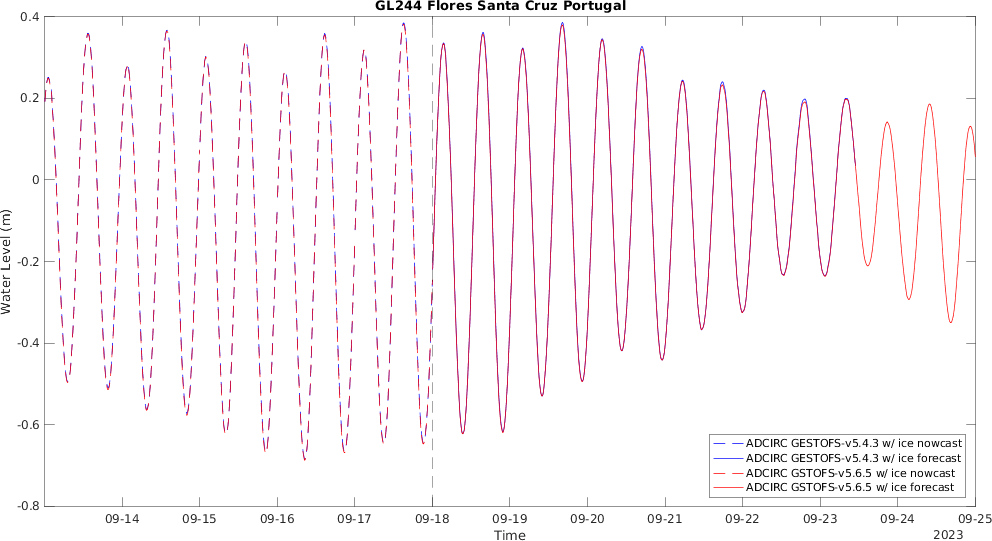 GL244 Flores Santa Cruz Portugal
0.4
0.2
0
-0.2
-0.4
-0.6
-0.8
Water Level (m)
ADCIRC GESTOFS-v5.4.3 w/ ice nowcast
ADCIRC GESTOFS-v5.4.3 w/ ice forecast
ADCIRC GSTOFS-v5.6.5 w/ ice nowcast
ADCIRC GSTOFS-v5.6.5 w/ ice forecast
09-14 09-15 09-16 09-17 09-18 09-19 09-20 09-21 09-22 09-23 09-24 09-25
Time
2023